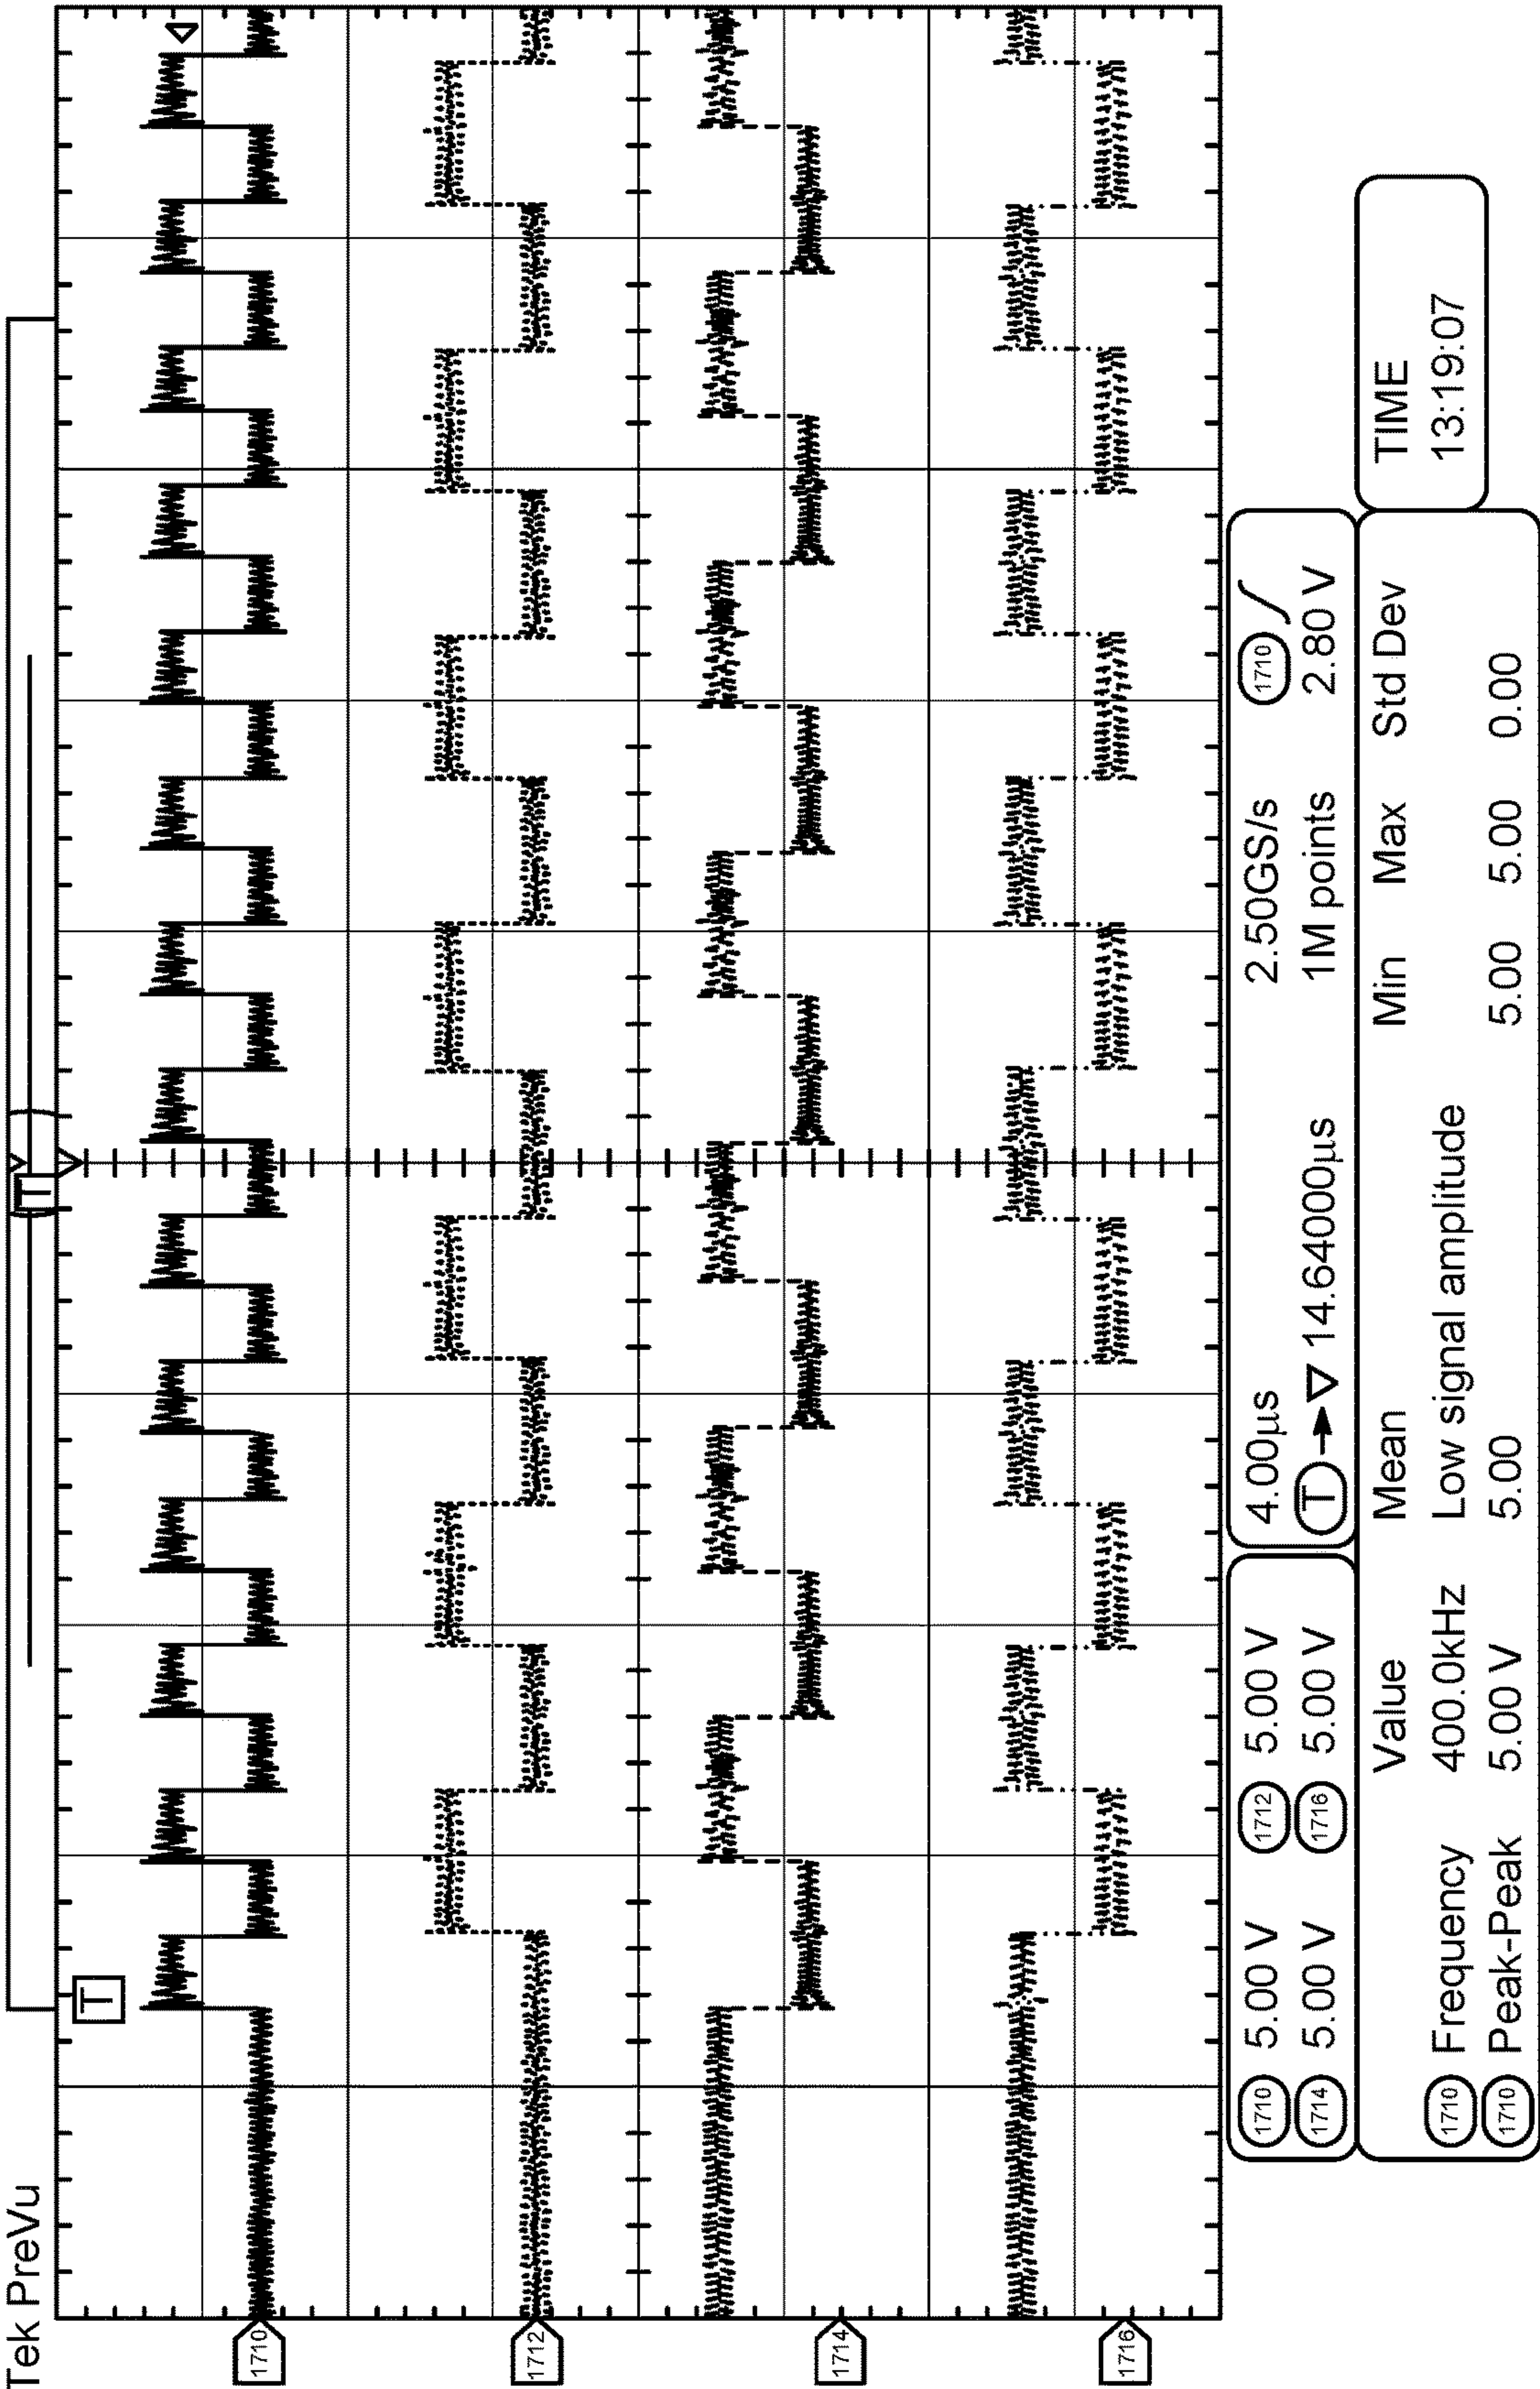 Tek PreVu
T
T
1710
1712
1714
1716
1710 5.00 V 1712 5.00 V
1714 5.00 V 1716 5.00 V
4.00µs 2.50GS/s 1710
T 14.64000µs 1M points 2.80 V
Value Mean Min Max Std Dev
1710 Frequency 400.0kHz Low signal amplitude
1710 Peak-Peak 5.00 V 5.00 5.00 5.00 0.00
TIME
13:19:07